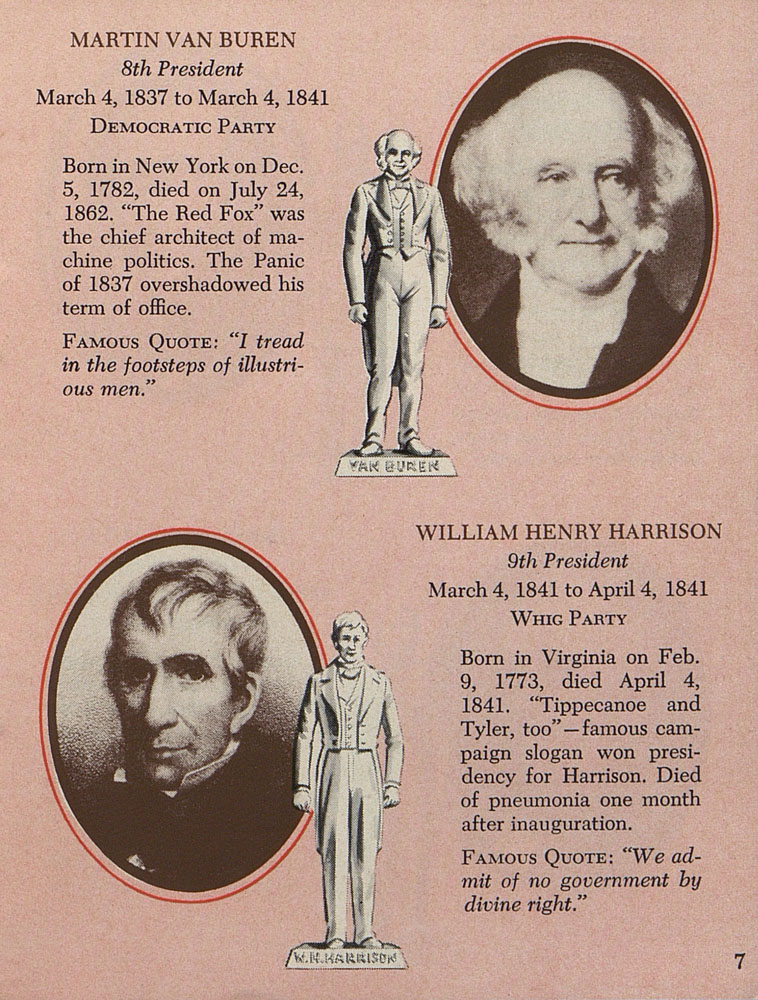 MARTIN VAN BUREN
8th President
March 4, 1837 to March 4, 1841
DEMOCRATIC PARTY
Born in New York on Dec.
5, 1782, died on July 24,
1862. “The Red Fox” was
the chief architect of ma-
chine politics. The Panic
of 1837 overshadowed his
term of office.
FAMOUS QUOTE: “I tread
in the footsteps of illustri-
ous men.”
VAN BUREN
WILLIAM HENRY HARRISON
9th President
March 4, 1841 to April 4, 1841
WHIG PARTY
Born in Virginia on Feb.
9, 1773, died April 4,
1841. “Tippecanoe and
Tyler, too”—famous cam-
paign slogan won presi-
dency for Harrison. Died
of pneumonia one month
after inauguration.
FAMOUS QUOTE: “We ad-
mit of no government by
divine right.”
W.H.HARRISON
7